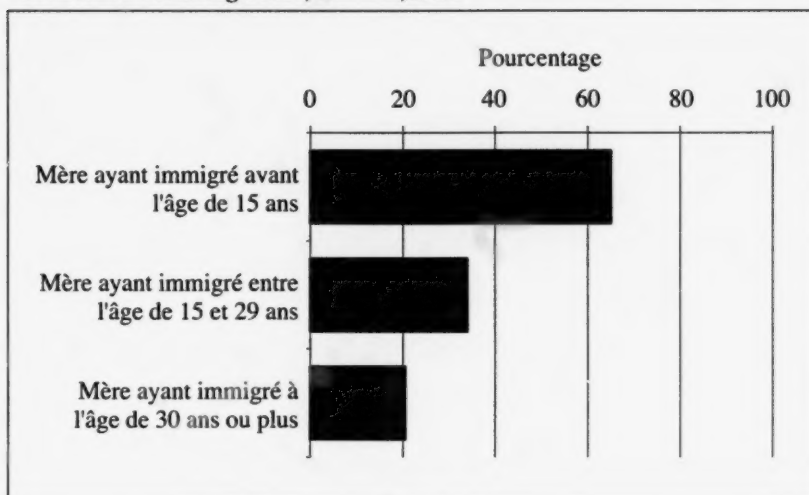 Pourcentage
0 20 40 60 80 100
Mère ayant immigré avant
l'âge de 15 ans
Mère ayant immigré entre
l'âge de 15 et 29 ans
Mère ayant immigré à
l'âge de 30 ans ou plus